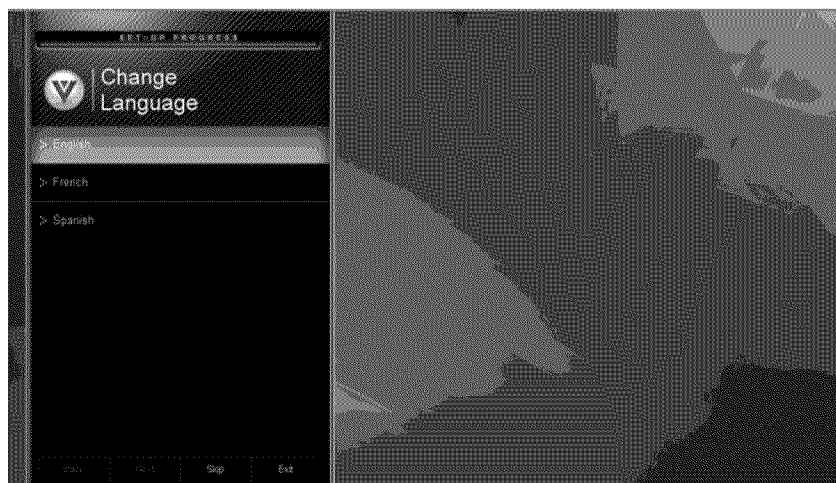 SET-UP PROGRESS
Change
Language
> English
> French
> Spanish
Skip Exit